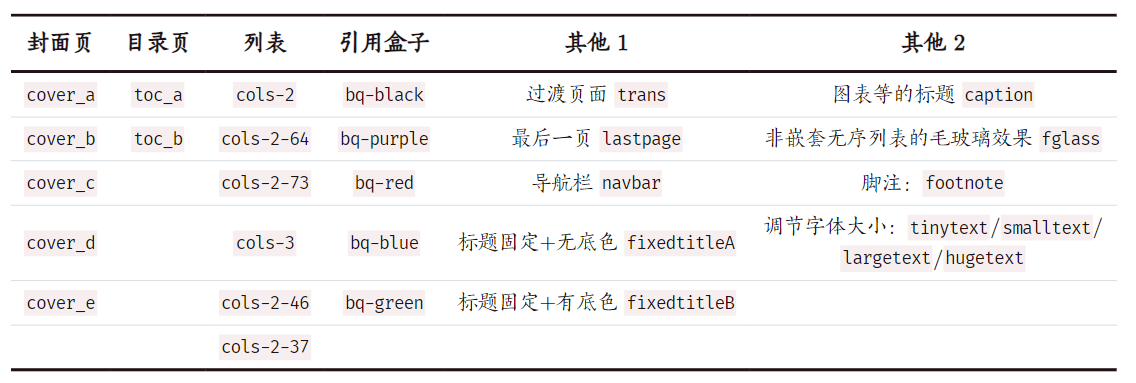 封面页 目录页 列表 引用盒子 其他 1 其他 2
cover_a toc_a cols-2 bq-black 过渡页面 trans 图表等的标题 caption
cover_b toc_b cols-2-64 bq-purple 最后一页 lastpage 非嵌套无序列表的毛玻璃效果 fglass
cover_c cols-2-73 bq-red 导航栏 navbar 脚注：footnote
cover_d cols-3 bq-blue 标题固定+无底色 fixedtitleA 调节字体大小：tinytext/smalltext/
largetext/hugetext
cover_e cols-2-46 bq-green 标题固定+有底色 fixedtitleB
cols-2-37